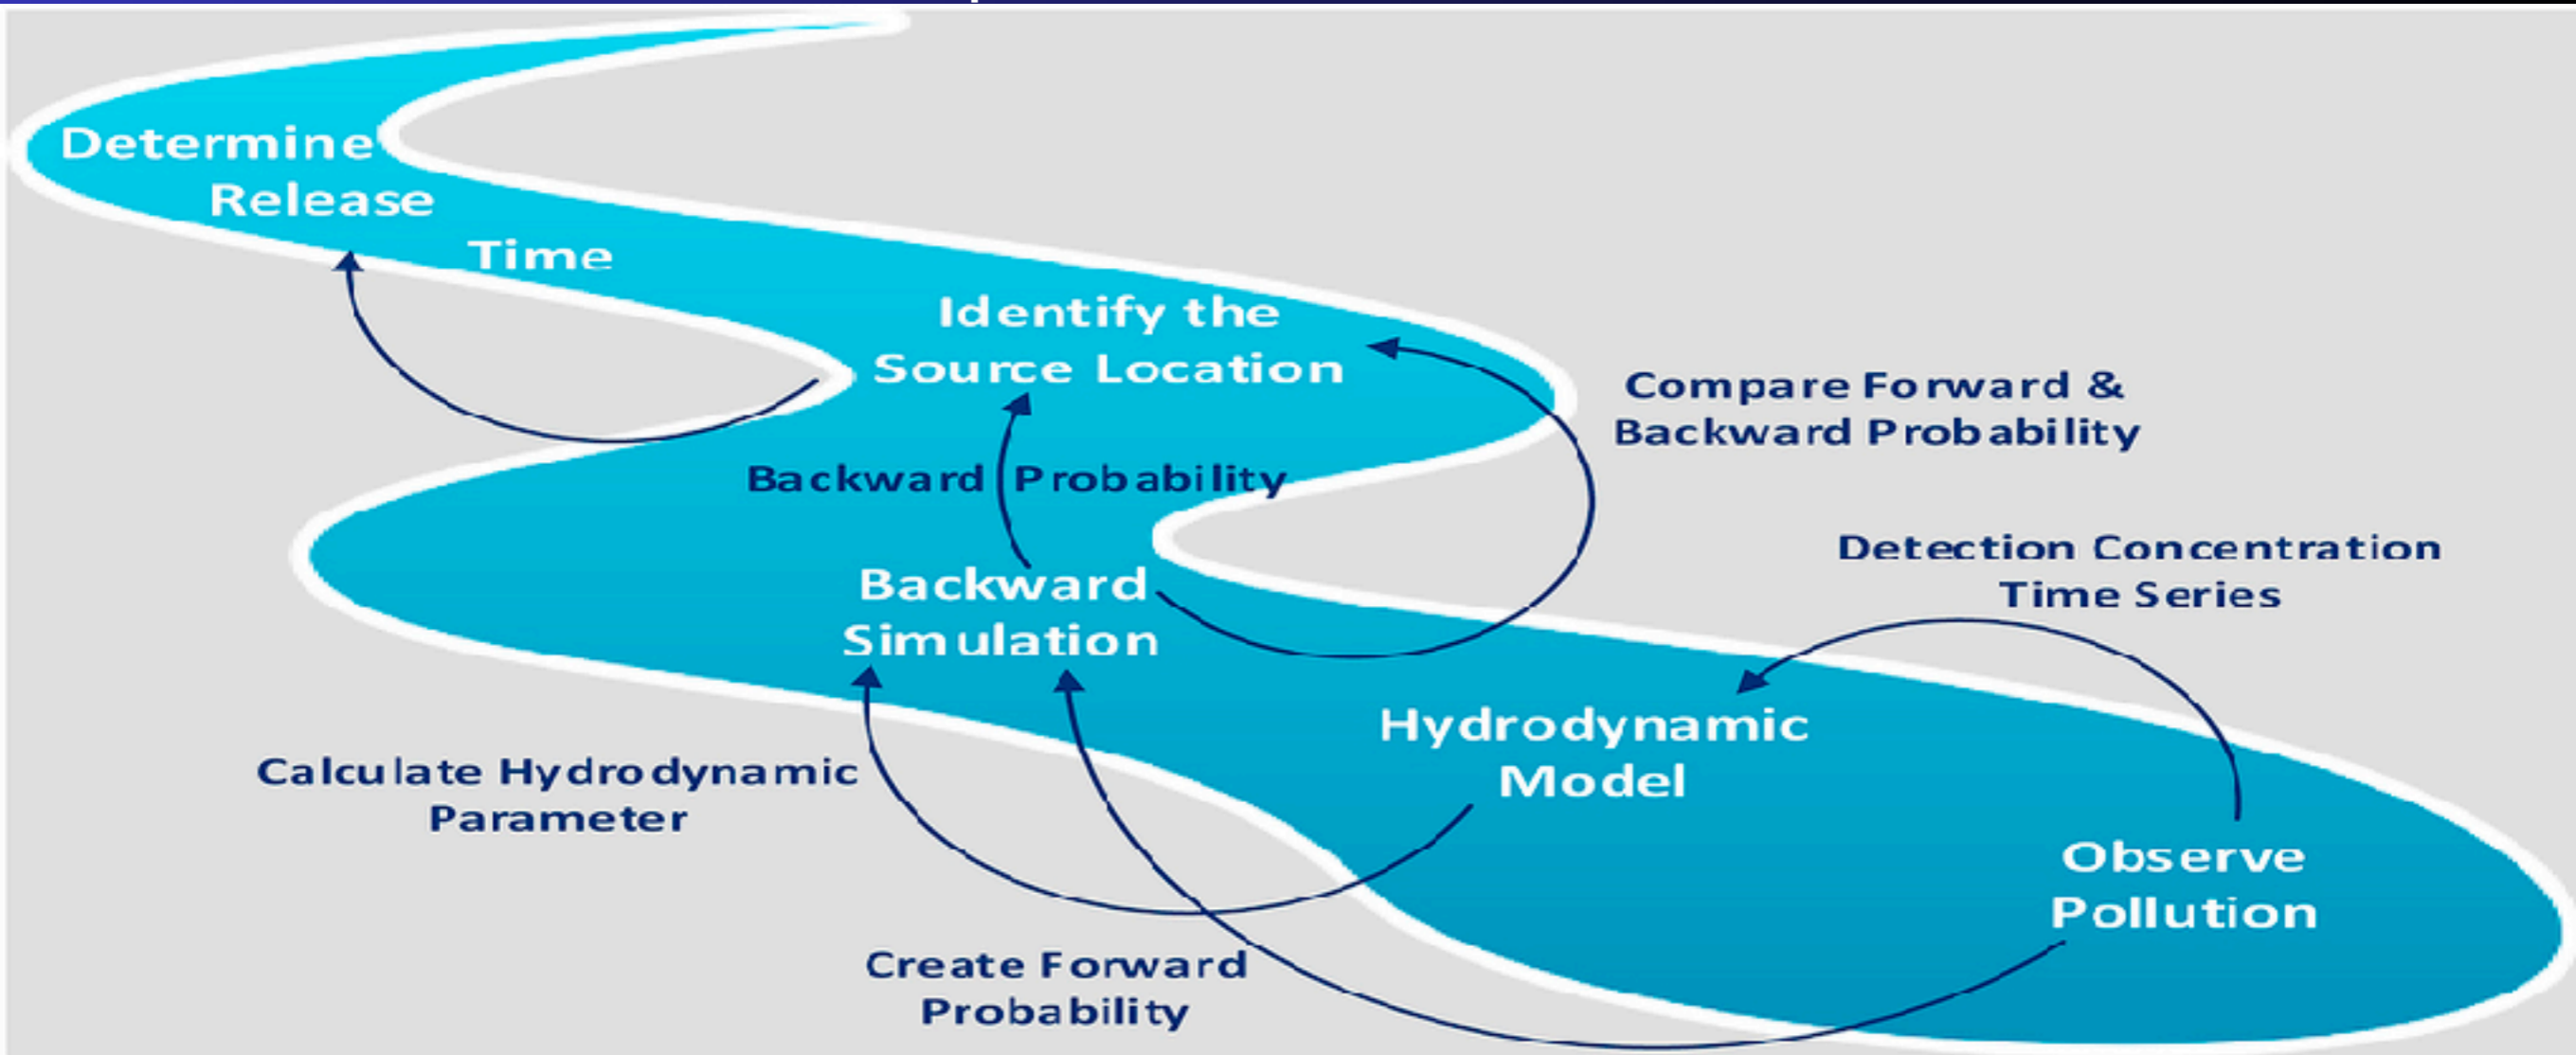 Determine
Release
Time
Identify the
Source Location
Compare Forward &
Backward Probability
Backward Probability
Detection Concentration
Time Series
Backward
Simulation
Hydrodynamic
Model
Calculate Hydrodynamic
Parameter
Observe
Pollution
Create Forward
Probability